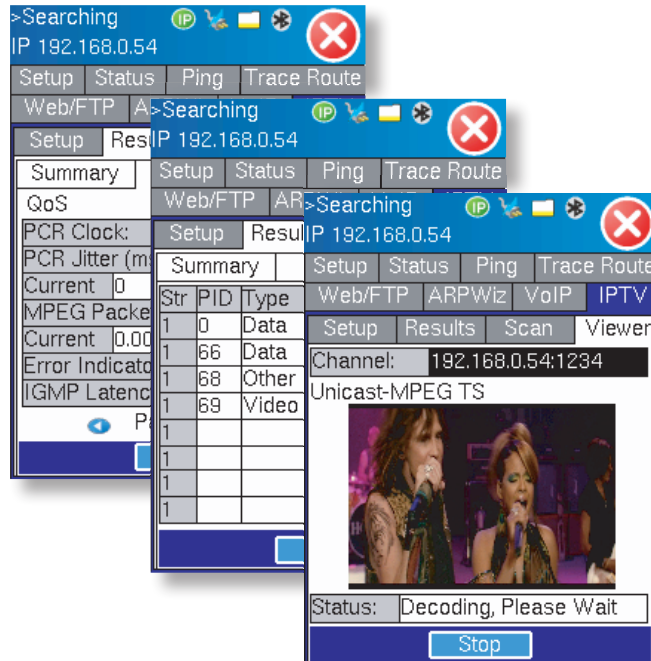 >Searching IP
IP 192.168.0.54
Setup Status Ping Trace Route
Web/FTP
Setup
Summary
QoS
PCR Clock:
PCR Jitter
Current 0
MPEG
Current 0.00
Error
IGMP
>Searching IP
IP 192.168.0.54
Setup Status Ping Trace Route
Web/FTP
Setup
Str PID Type
1 0 Data
1 66 Data
1 68 Other
1 69 Video
1
1
1
1
>Searching IP
IP 192.168.0.54
Setup Status Ping Trace Route
Web/FTP ARPWiz VoIP IPTV
Setup Results Scan Viewer
Channel: 192.168.0.54:1234
Unicast-MPEG TS
Status: Decoding, Please Wait
Stop